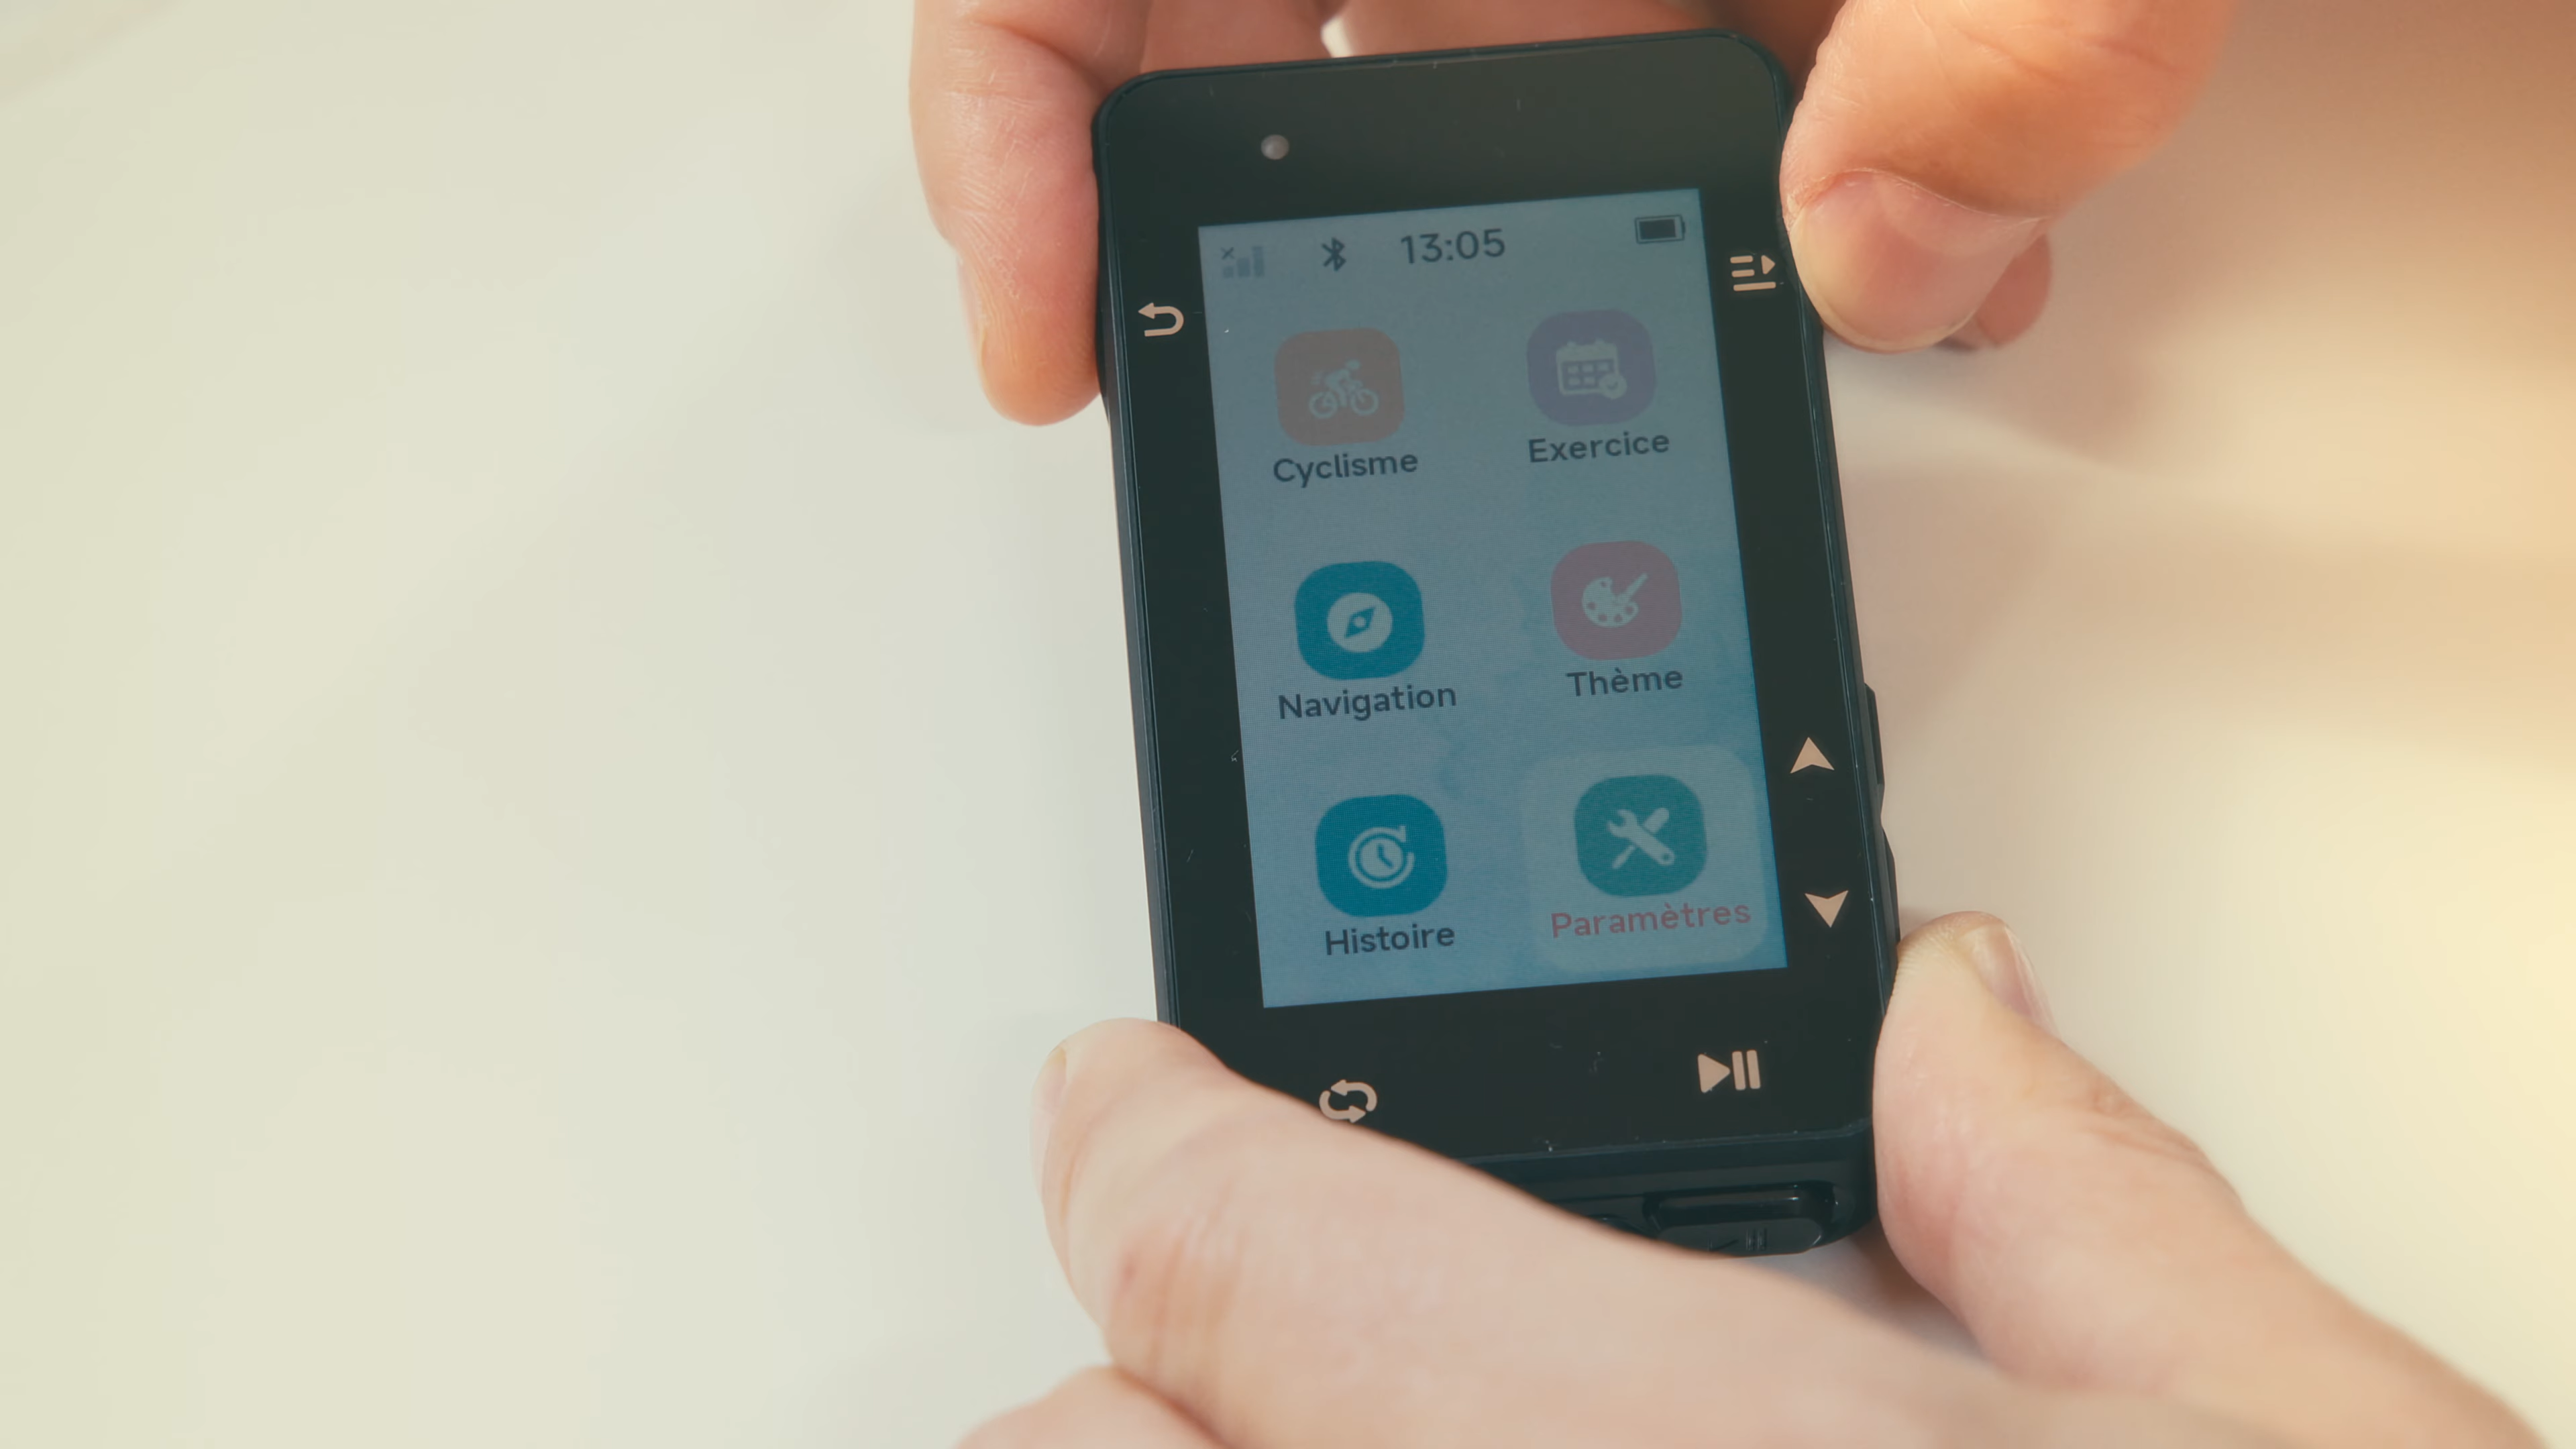 13:05
Cyclisme
Exercice
Navigation
Thème
Histoire
Paramètres